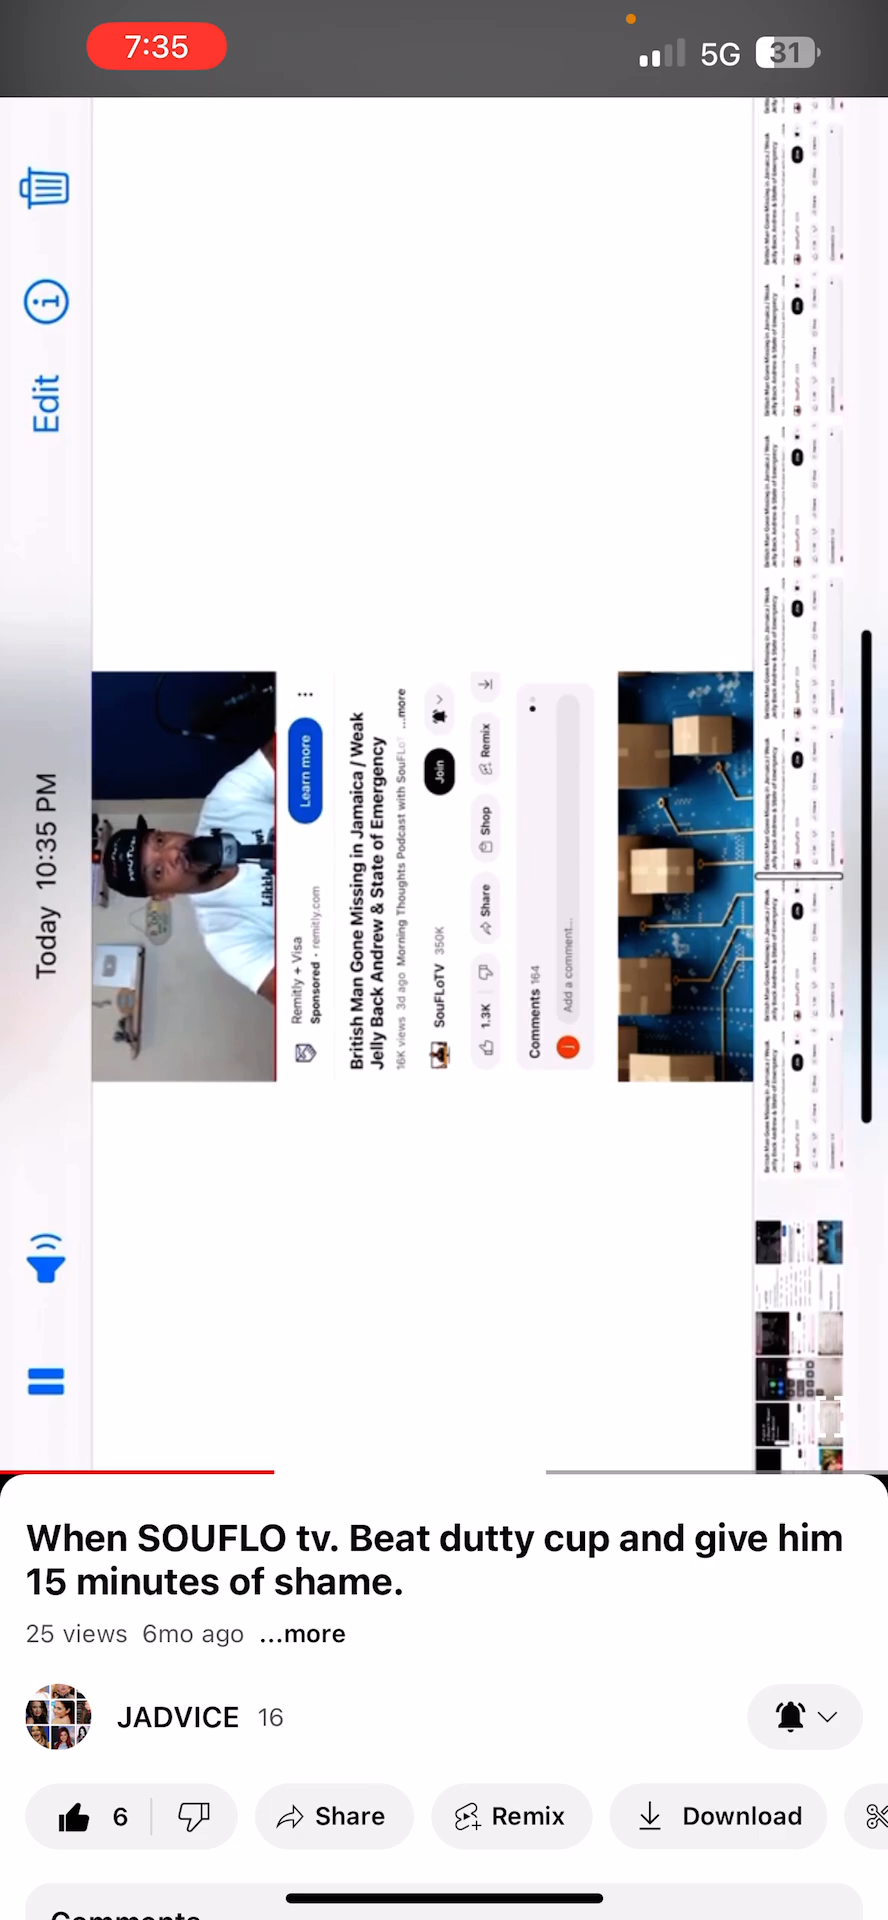 7:35
5G
31
Edit
Today 10:35 PM
Learn more
Remitly + Visa
Sponsored · remitly.com
British Man Gone Missing in Jamaica / Weak
Jelly Back Andrew & State of Emergency
16K views 3d ago Morning Thoughts Podcast with SouFLoT ...more
SouFLoTV 350K
Join
1.3K
Share
Shop
Remix
Comments 164
Add a comment...
When SOUFLO tv. Beat dutty cup and give him
15 minutes of shame.
25 views 6mo ago ...more
JADVICE 16
6
Share
Remix
Download
Comments